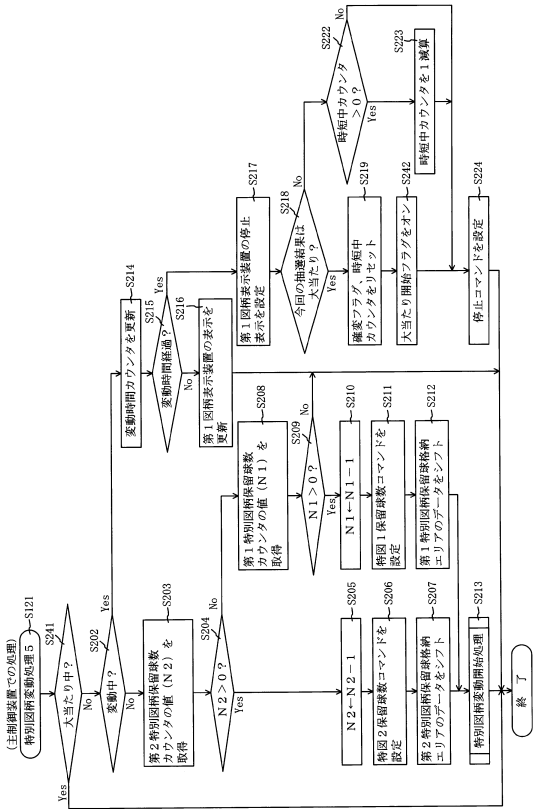 (主制御装置での処理)
特別図柄変動処理5
S121
S241
大当たり中?
Yes
No
S202
変動中?
Yes
No
S203
第2特別図柄保留球数
カウンタの値(N2)を
取得
S204
N2>0?
No
Yes
S205
N2←N2-1
S206
特図2保留球数コマンドを
設定
S207
第2特別図柄保留球格納
エリアのデータをシフト
S208
第1特別図柄保留球数
カウンタの値(N1)を
取得
S209
N1>0?
No
Yes
S210
N1←N1-1
S211
特図1保留球数コマンドを
設定
S212
第1特別図柄保留球格納
エリアのデータをシフト
S213
特別図柄変動開始処理
S214
変動時間カウンタを更新
S215
変動時間経過?
Yes
No
S216
第1図柄表示装置の表示を
更新
S217
第1図柄表示装置の停止
表示を設定
S218
今回の抽選結果は
大当たり?
No
Yes
S219
確変フラグ、時短中
カウンタをリセット
S242
大当たり開始フラグをオン
S222
時短中カウンタ
>0?
No
Yes
S223
時短中カウンタを1減算
S224
停止コマンドを設定
終了